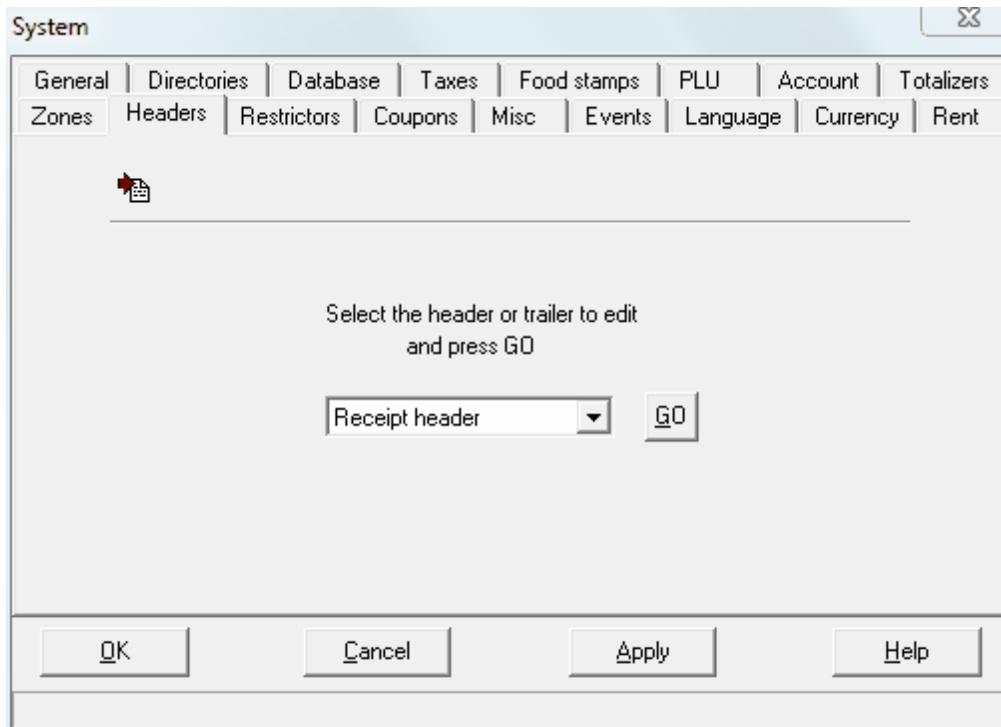 System
General Directories Database Taxes Food stamps PLU Account Totalizers
Zones Headers Restrictors Coupons Misc Events Language Currency Rent
Select the header or trailer to edit
and press GO
Receipt header GO
OK Cancel Apply Help